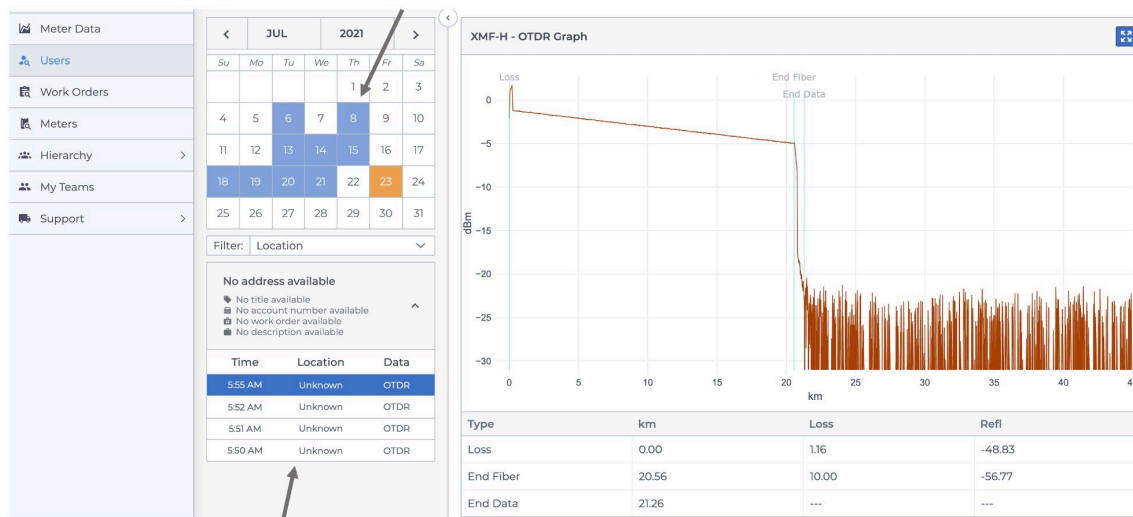 Meter Data
Users
Work Orders
Meters
Hierarchy
My Teams
Support
JUL 2021
Su Mo Tu We Th Fr Sa
1 2 3
4 5 6 7 8 9 10
11 12 13 14 15 16 17
18 19 20 21 22 23 24
25 26 27 28 29 30 31
Filter: Location
No address available
No title available
No account number available
No work order available
No description available
Time Location Data
5:55 AM Unknown OTDR
5:52 AM Unknown OTDR
5:51 AM Unknown OTDR
5:50 AM Unknown OTDR
XMF-H - OTDR Graph
Loss
End Fiber
End Data
0
−5
−10
−15
−20
−25
−30
dBm
0 5 10 15 20 25 30 35 40
km
Type km Loss Refl
Loss 0.00 1.16 -48.83
End Fiber 20.56 10.00 -56.77
End Data 21.26 --- ---